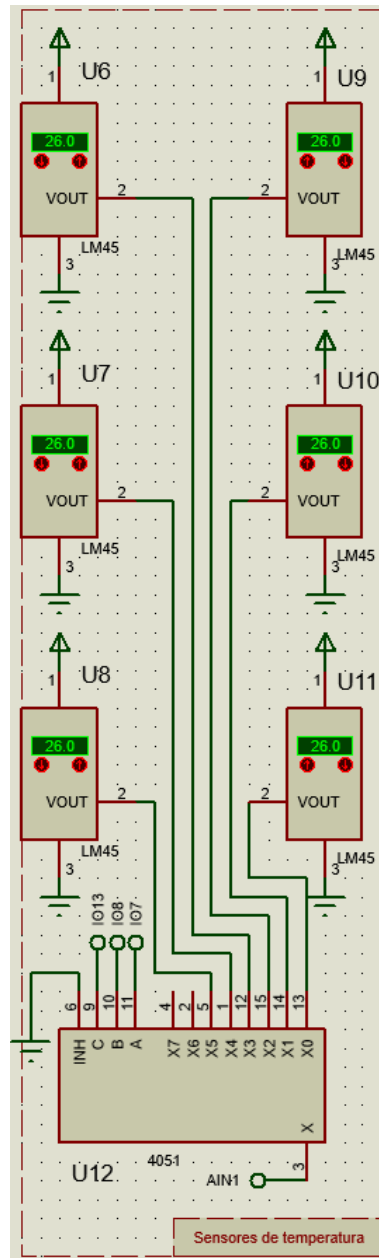 U6
1
26.0
VOUT
2
LM45
3
U9
1
26.0
VOUT
2
LM45
3
U7
1
26.0
VOUT
2
LM45
3
U10
1
26.0
VOUT
2
LM45
3
U8
1
26.0
VOUT
2
LM45
3
U11
1
26.0
VOUT
2
LM45
3
IO13
IO8
IO7
6
9
10
11
4
2
5
1
12
15
14
13
INH
C
B
A
X7
X6
X5
X4
X3
X2
X1
X0
X
U12
4051
3
AIN1
Sensores de temperatura